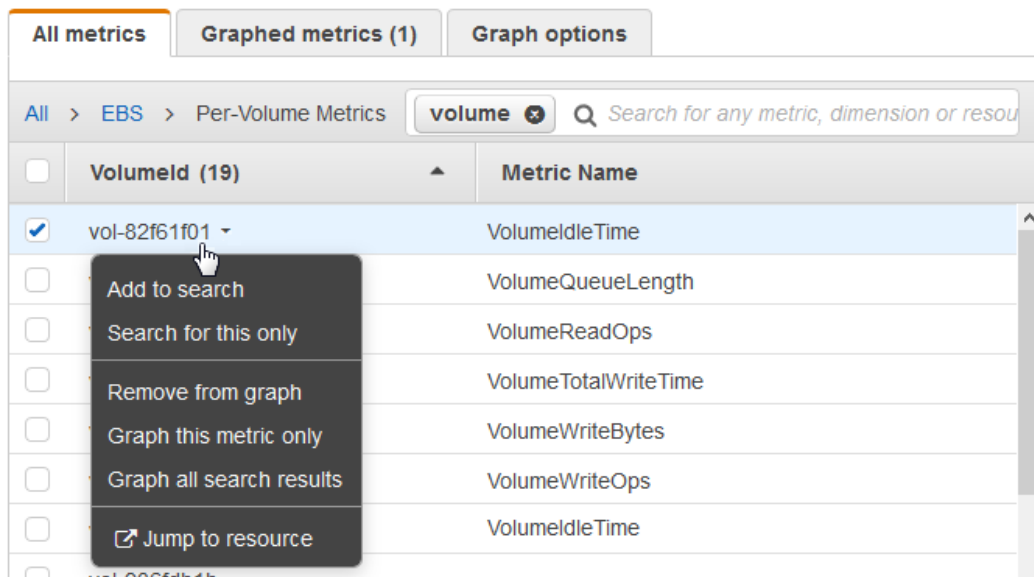 All metrics Graphed metrics (1) Graph options
All > EBS > Per-Volume Metrics volume Search for any metric, dimension or resou
VolumeId (19) Metric Name
vol-82f61f01 VolumeIdleTime
VolumeQueueLength
Add to search
Search for this only VolumeReadOps
Remove from graph VolumeTotalWriteTime
Graph this metric only VolumeWriteBytes
Graph all search results VolumeWriteOps
Jump to resource VolumeIdleTime